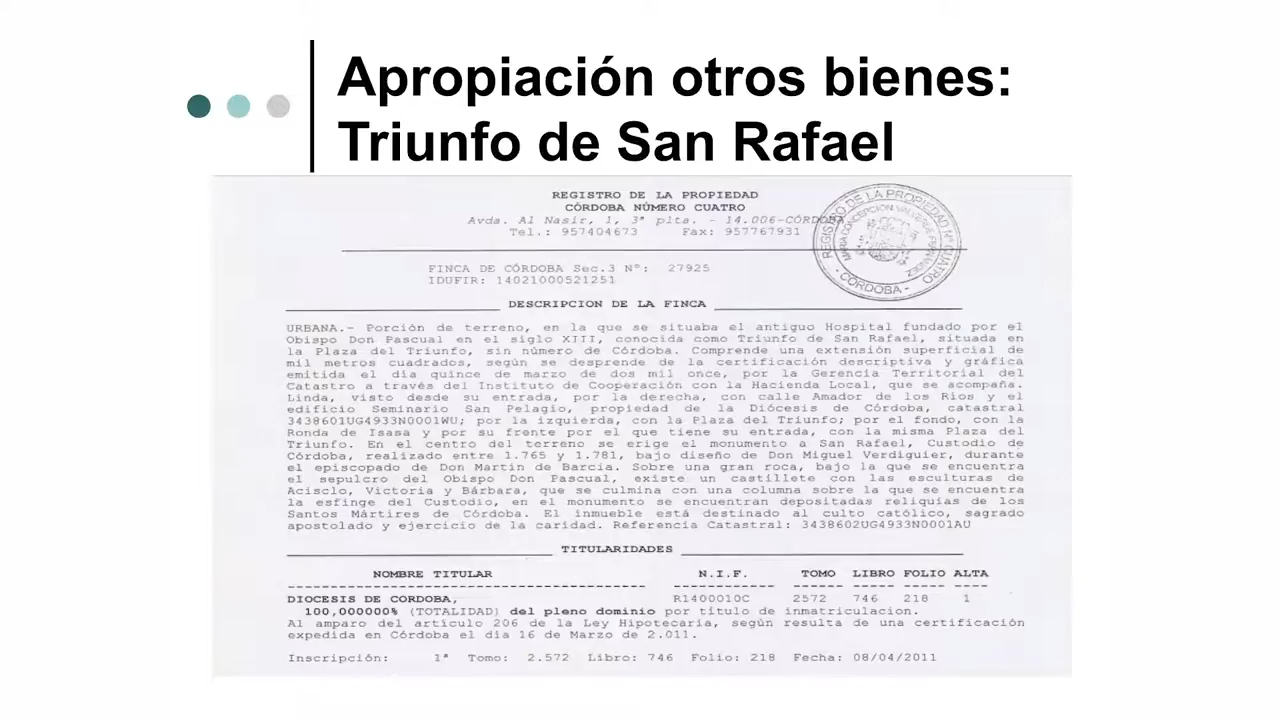 Apropiación otros bienes:
Triunfo de San Rafael
REGISTRO DE LA PROPIEDAD
CÓRDOBA NÚMERO CUATRO
Avda. Al Nasir, 1, 3ª plta. - 14.006-CÓRDOBA
Tel.: 957404673 Fax: 957767931
REGISTRO DE LA PROPIEDAD Nº CUATRO
MARIA CONCEPCION VALVERDE FERNANDEZ
- CÓRDOBA -
FINCA DE CÓRDOBA Sec.3 Nº: 27925
IDUFIR: 14021000521251
DESCRIPCION DE LA FINCA
URBANA.- Porción de terreno, en la que se situaba el antiguo Hospital fundado por el
Obispo Don Pascual en el siglo XIII, conocida como Triunfo de San Rafael, situada en
la Plaza del Triunfo, sin número de Córdoba. Comprende una extensión superficial de
mil metros cuadrados, según se desprende de la certificación descriptiva y gráfica
emitida el día quince de marzo de dos mil once, por la Gerencia Territorial del
Catastro a través del Instituto de Cooperación con la Hacienda Local, que se acompaña.
Linda, visto desde su entrada, por la derecha, con calle Amador de los Rios y el
edificio Seminario San Pelagio, propiedad de la Diócesis de Córdoba, catastral
3438601UG4933N0001WU; por la izquierda, con la Plaza del Triunfo; por el fondo, con la
Ronda de Isasa y por su frente por el que tiene su entrada, con la misma Plaza del
Triunfo. En el centro del terreno se erige el monumento a San Rafael, Custodio de
Córdoba, realizado entre 1.765 y 1.781, bajo diseño de Don Miguel Verdiguier, durante
el episcopado de Don Martin de Barcia. Sobre una gran roca, bajo la que se encuentra
el sepulcro del Obispo Don Pascual, existe un castillete con las esculturas de
Acisclo, Victoria y Bárbara, que se culmina con una columna sobre la que se encuentra
la esfinge del Custodio, en el monumento se encuentran depositadas reliquias de los
Santos Mártires de Córdoba. El inmueble está destinado al culto católico, sagrado
apostolado y ejercicio de la caridad. Referencia Catastral: 3438602UG4933N0001AU
TITULARIDADES
NOMBRE TITULAR N.I.F. TOMO LIBRO FOLIO ALTA
DIOCESIS DE CORDOBA, R1400010C 2572 746 218 1
100,000000% (TOTALIDAD) del pleno dominio por título de inmatriculacion.
Al amparo del artículo 206 de la Ley Hipotecaria, según resulta de una certificación
expedida en Córdoba el día 16 de Marzo de 2.011.
Inscripción: 1ª Tomo: 2.572 Libro: 746 Folio: 218 Fecha: 08/04/2011